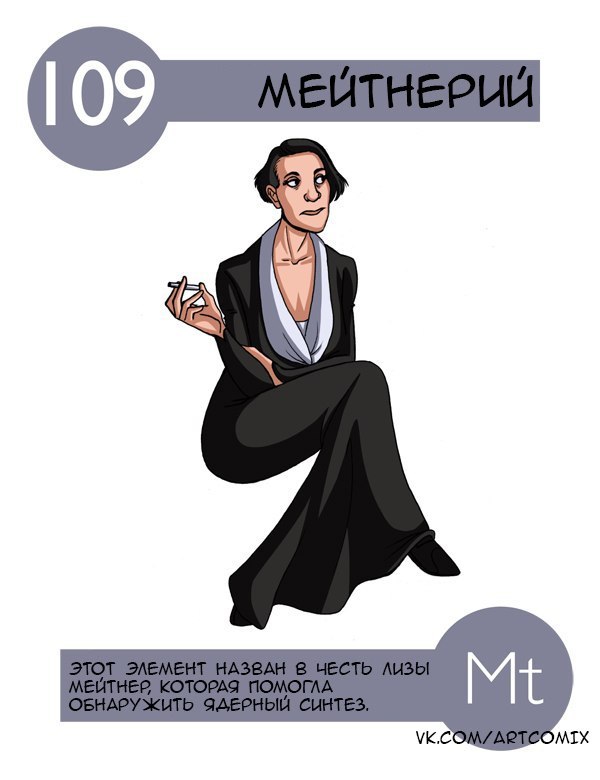 109
МЕЙТНЕРИЙ
ЭТОТ ЭЛЕМЕНТ НАЗВАН В ЧЕСТЬ ЛИЗЫ
МЕЙТНЕР, КОТОРАЯ ПОМОГЛА
ОБНАРУЖИТЬ ЯДЕРНЫЙ СИНТЕЗ.
Mt
VK.COM/ARTCOMIX